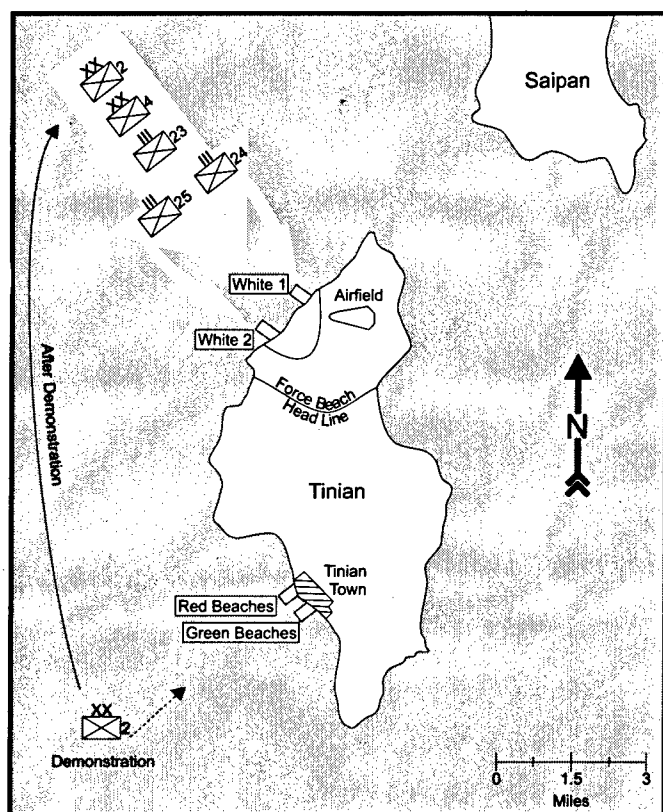 Saipan
XX 2
XX 4
III 23
III 24
III 25
White 1
Airfield
White 2
After Demonstration
Force Beach
Head Line
N
Tinian
Tinian
Town
Red Beaches
Green Beaches
XX
2
Demonstration
0 1.5 3
Miles